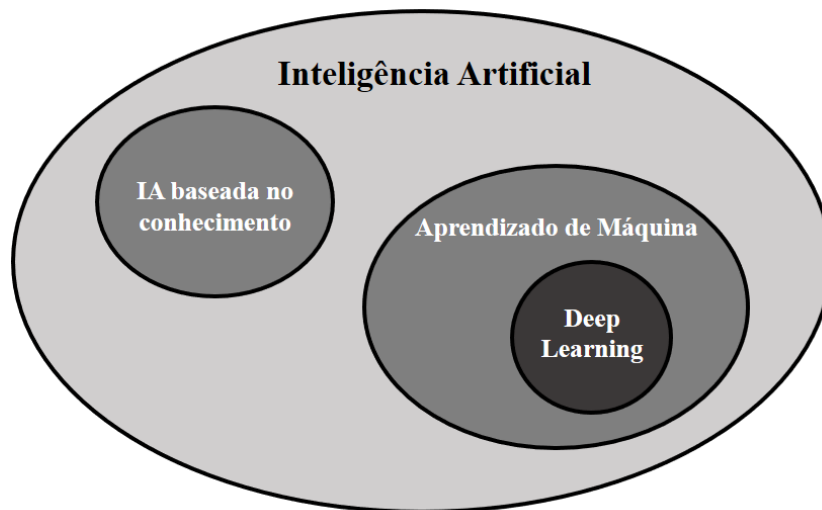 Inteligência Artificial
IA baseada no
conhecimento
Aprendizado de Máquina
Deep
Learning